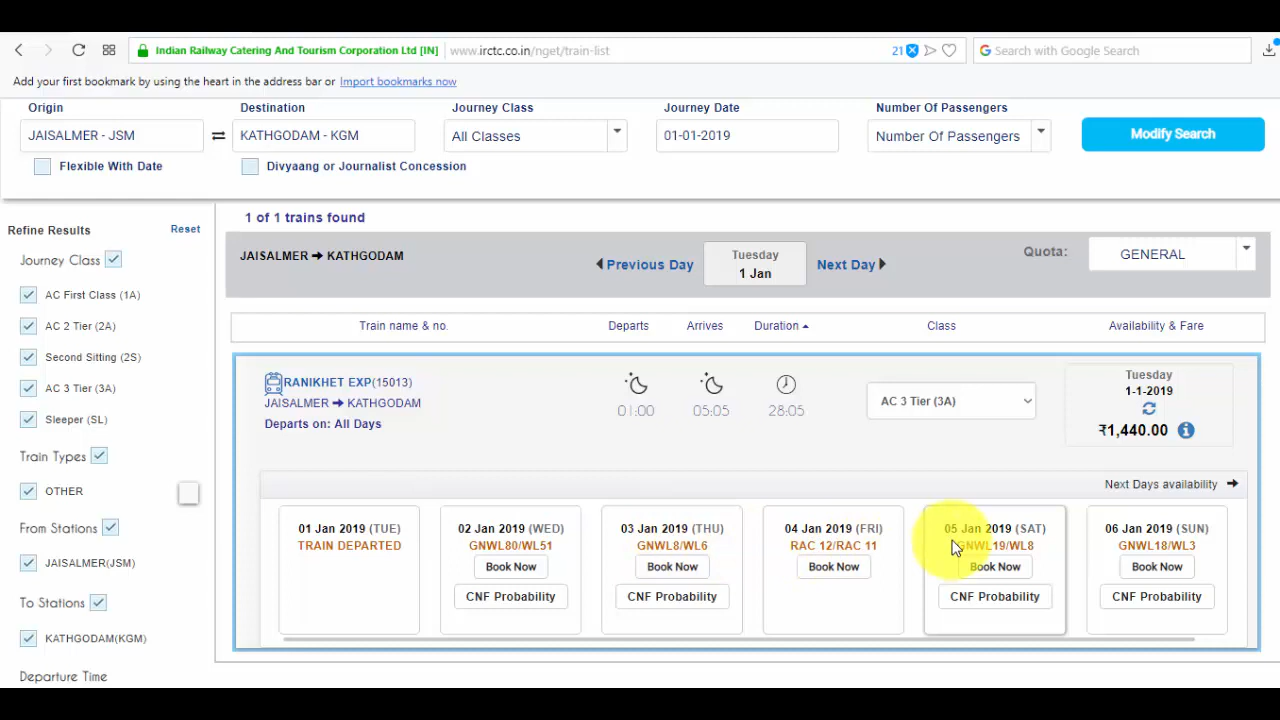 Indian Railway Catering And Tourism Corporation Ltd [IN] www.irctc.co.in/nget/train-list 21 Search with Google Search
Add your first bookmark by using the heart in the address bar or Import bookmarks now
Origin Destination Journey Class Journey Date Number Of Passengers
JAISALMER - JSM KATHGODAM - KGM All Classes 01-01-2019 Number Of Passengers Modify Search
Flexible With Date Divyaang or Journalist Concession
1 of 1 trains found
Refine Results Reset
Journey Class
AC First Class (1A)
AC 2 Tier (2A)
Second Sitting (2S)
AC 3 Tier (3A)
Sleeper (SL)
Train Types
OTHER
From Stations
JAISALMER(JSM)
To Stations
KATHGODAM(KGM)
Departure Time
JAISALMER → KATHGODAM Previous Day Tuesday Next Day Quota: GENERAL
1 Jan
Train name & no. Departs Arrives Duration Class Availability & Fare
RANIKHET EXP(15013)
JAISALMER → KATHGODAM
Departs on: All Days
01:00 05:05 28:05 AC 3 Tier (3A)
Tuesday
1-1-2019
₹1,440.00
Next Days availability
01 Jan 2019 (TUE)
TRAIN DEPARTED
02 Jan 2019 (WED)
GNWL80/WL51
Book Now
CNF Probability
03 Jan 2019 (THU)
GNWL8/WL6
Book Now
CNF Probability
04 Jan 2019 (FRI)
RAC 12/RAC 11
Book Now
05 Jan 2019 (SAT)
GNWL19/WL8
Book Now
CNF Probability
06 Jan 2019 (SUN)
GNWL18/WL3
Book Now
CNF Probability